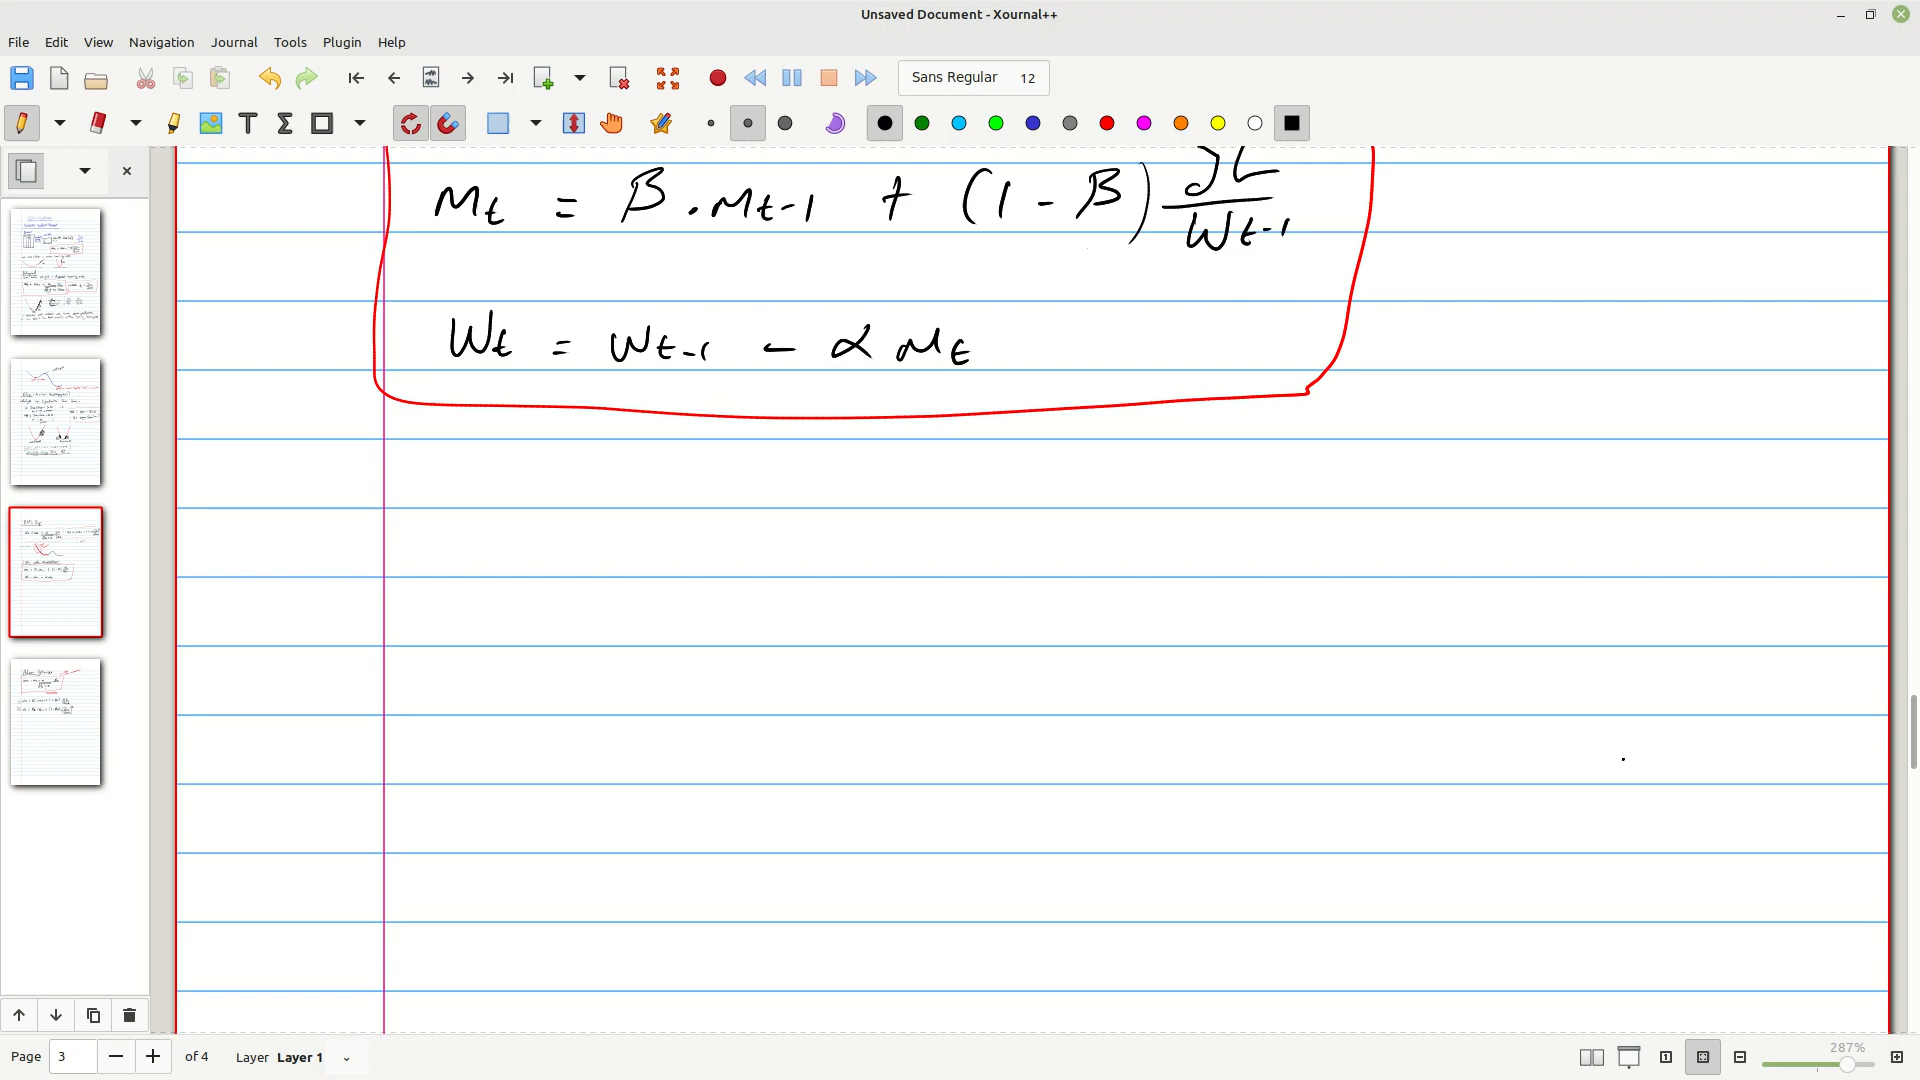 Unsaved Document - Xournal++
File Edit View Navigation Journal Tools Plugin Help
Sans Regular 12
Mt = β . Mt-1 + (1 - β) ∂L / Wt-1
Wt = Wt-1 - α Mt
Page 3 of 4 Layer Layer 1
287%